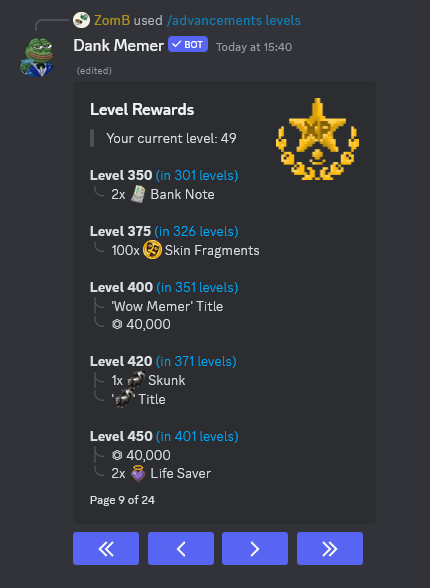 ZomB used /advancements levels
Dank Memer ✓ BOT Today at 15:40
(edited)
Level Rewards
Your current level: 49
XP
Level 350 (in 301 levels)
2x Bank Note
Level 375 (in 326 levels)
100x Skin Fragments
Level 400 (in 351 levels)
'Wow Memer' Title
⏣ 40,000
Level 420 (in 371 levels)
1x Skunk
'' Title
Level 450 (in 401 levels)
⏣ 40,000
2x Life Saver
Page 9 of 24